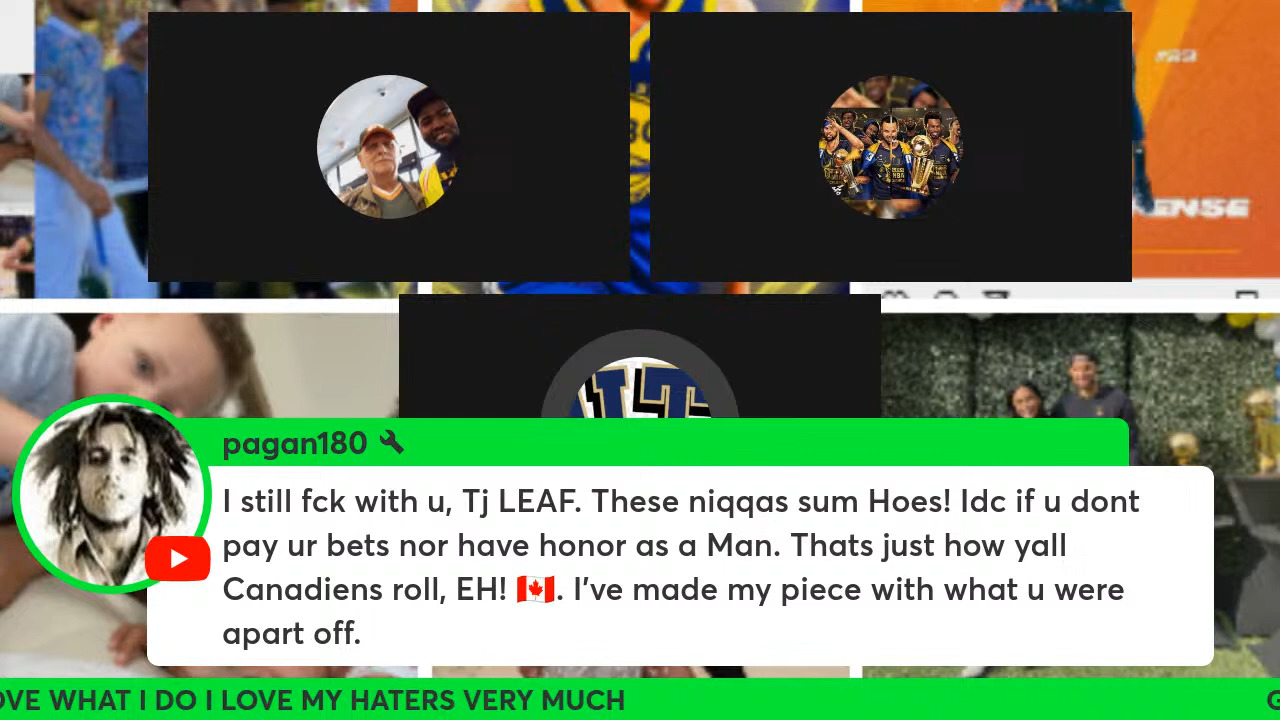 ENSE
pagan180
I still fck with u, Tj LEAF. These niqqas sum Hoes! Idc if u dont
pay ur bets nor have honor as a Man. Thats just how yall
Canadiens roll, EH! 🇨🇦. I've made my piece with what u were
apart off.
OVE WHAT I DO I LOVE MY HATERS VERY MUCH
G